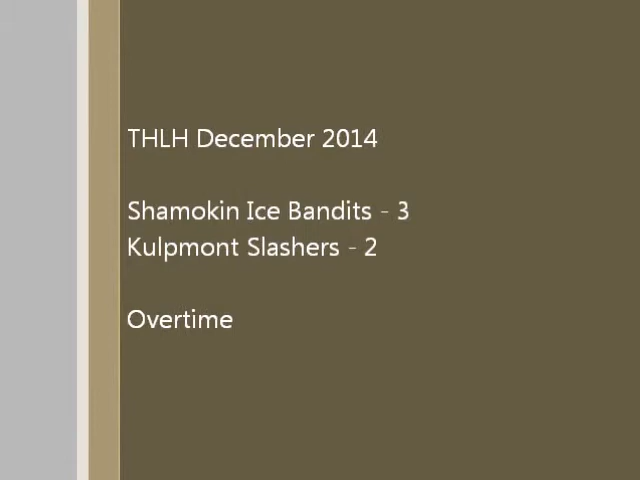 THLH December 2014
Shamokin Ice Bandits - 3
Kulpmont Slashers - 2
Overtime